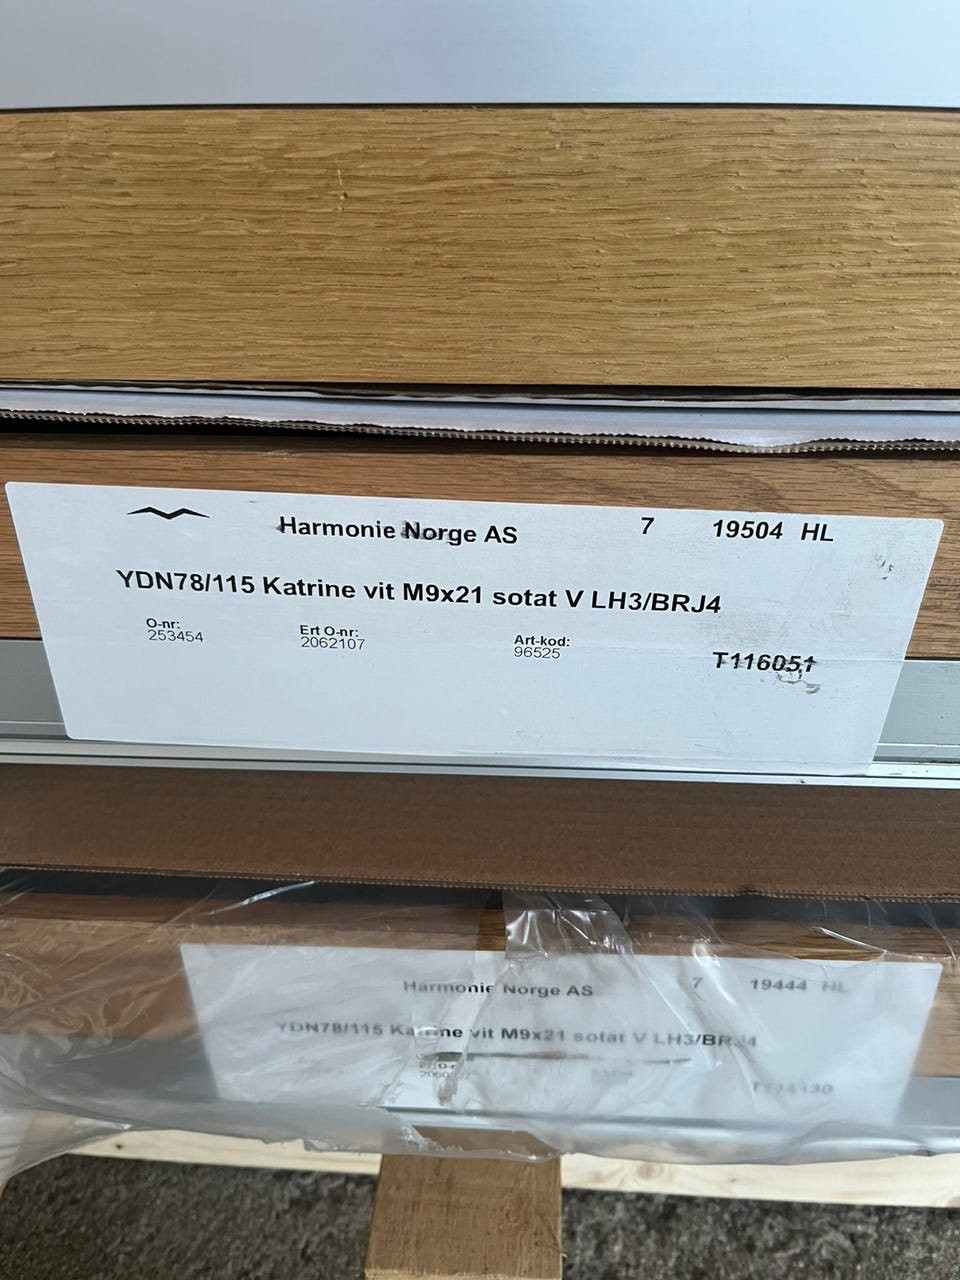 Harmonie Norge AS 7 19504 HL
YDN78/115 Katrine vit M9x21 sotat V LH3/BRJ4
O-nr: Ert O-nr: Art-kod:
253454 2062107 96525
T116051
Harmonie Norge AS 7 19444 HL
YDN78/115 Katrine vit M9x21 sotat V LH3/BRJ4